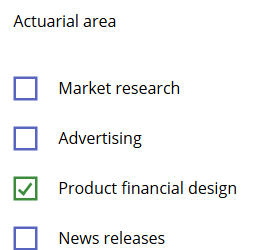 Actuarial area
Market research
Advertising
Product financial design
News releases